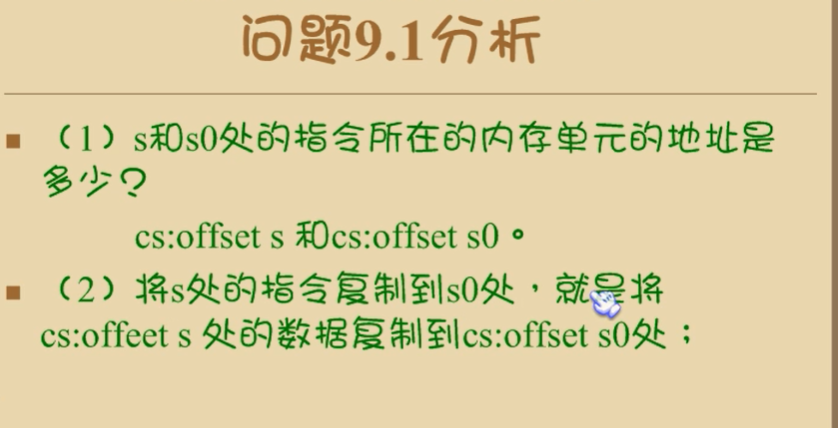 问题9.1分析
（1）s和s0处的指令所在的内存单元的地址是
多少？
cs:offset s 和cs:offset s0。
（2）将s处的指令复制到s0处，就是将
cs:offeet s 处的数据复制到cs:offset s0处；